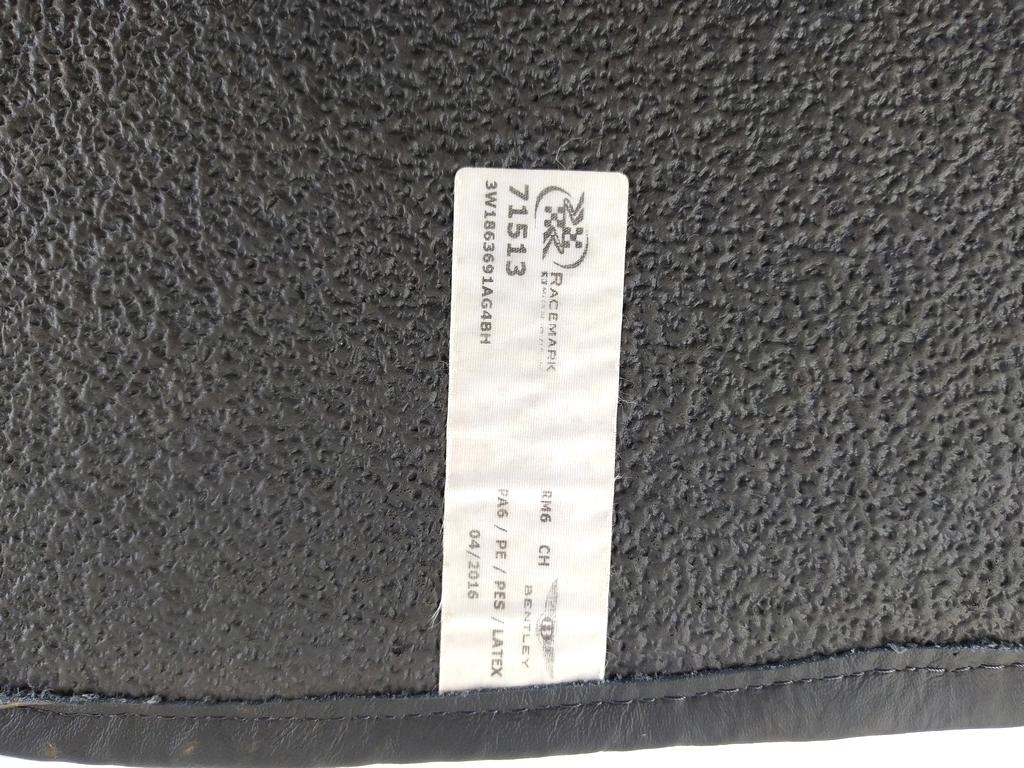 RACEMARK
71513
3W1863691AG4BH
RM6 CH
BENTLEY
PA6 / PE / PES / LATEX
04/2016